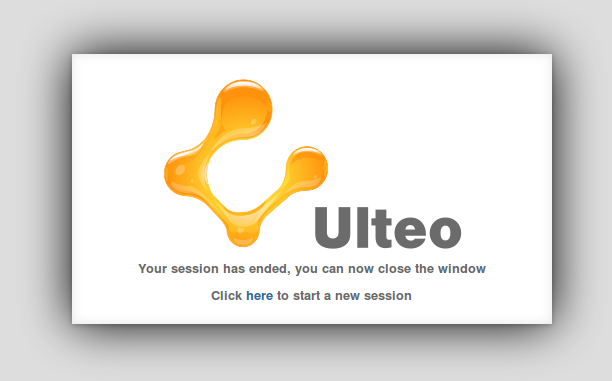 Ulteo
Your session has ended, you can now close the window
Click here to start a new session